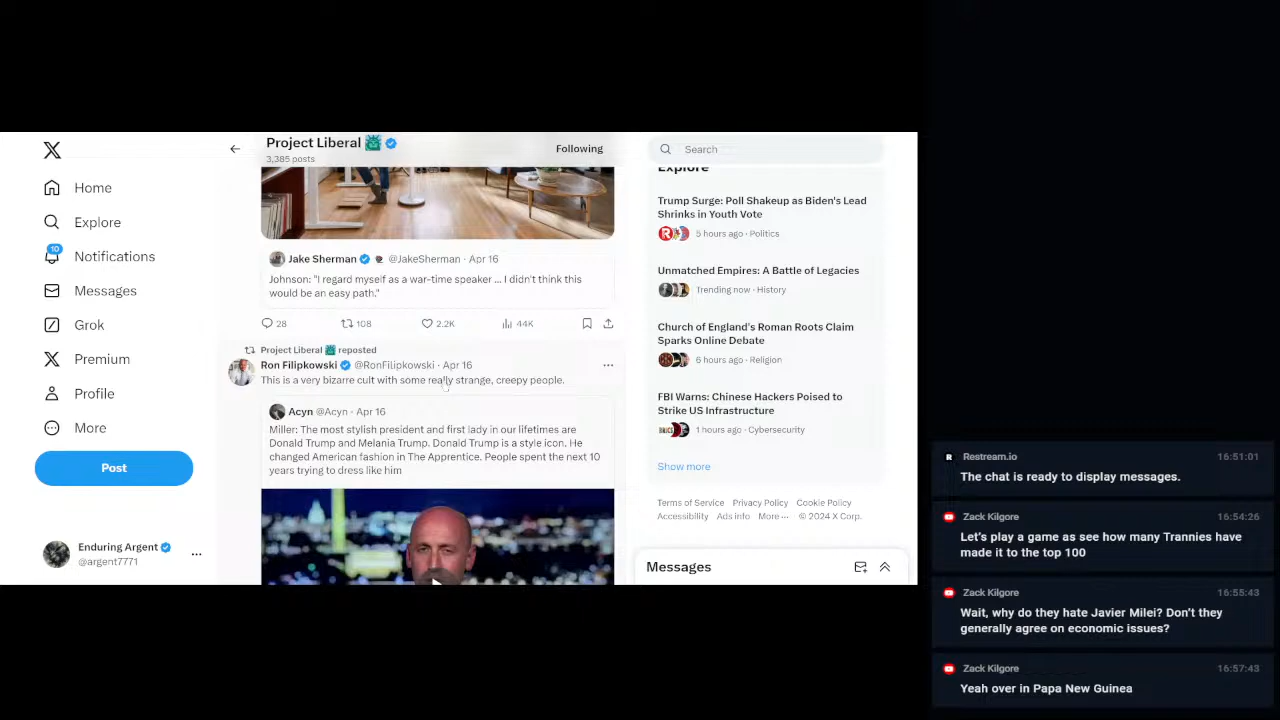 Project Liberal
3,385 posts
Following
Search
Home
Explore
10
Notifications
Messages
Grok
Premium
Profile
More
Post
Enduring Argent
@argent7771
Jake Sherman @JakeSherman · Apr 16
Johnson: "I regard myself as a war-time speaker ... I didn't think this
would be an easy path."
28 108 2.2K 44K
Project Liberal reposted
Ron Filipkowski @RonFilipkowski · Apr 16
This is a very bizarre cult with some really strange, creepy people.
Acyn @Acyn · Apr 16
Miller: The most stylish president and first lady in our lifetimes are
Donald Trump and Melania Trump. Donald Trump is a style icon. He
changed American fashion in The Apprentice. People spent the next 10
years trying to dress like him
Explore
Trump Surge: Poll Shakeup as Biden's Lead
Shrinks in Youth Vote
5 hours ago · Politics
Unmatched Empires: A Battle of Legacies
Trending now · History
Church of England's Roman Roots Claim
Sparks Online Debate
6 hours ago · Religion
FBI Warns: Chinese Hackers Poised to
Strike US Infrastructure
1 hours ago · Cybersecurity
Show more
Terms of Service Privacy Policy Cookie Policy
Accessibility Ads info More ··· © 2024 X Corp.
Messages
Restream.io 16:51:01
The chat is ready to display messages.
Zack Kilgore 16:54:26
Let's play a game as see how many Trannies have
made it to the top 100
Zack Kilgore 16:55:43
Wait, why do they hate Javier Milei? Don't they
generally agree on economic issues?
Zack Kilgore 16:57:43
Yeah over in Papa New Guinea